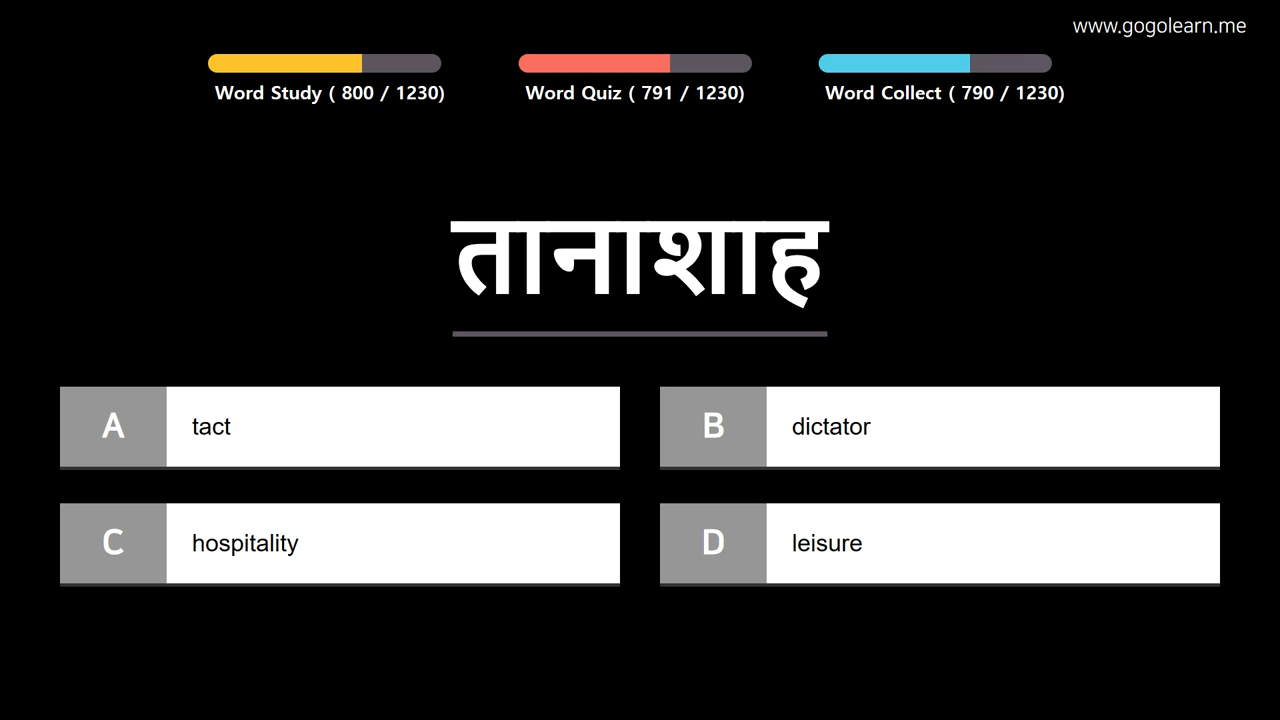 www.gogolearn.me
Word Study ( 800 / 1230)
Word Quiz ( 791 / 1230)
Word Collect ( 790 / 1230)
तानाशाह
A tact
B dictator
C hospitality
D leisure